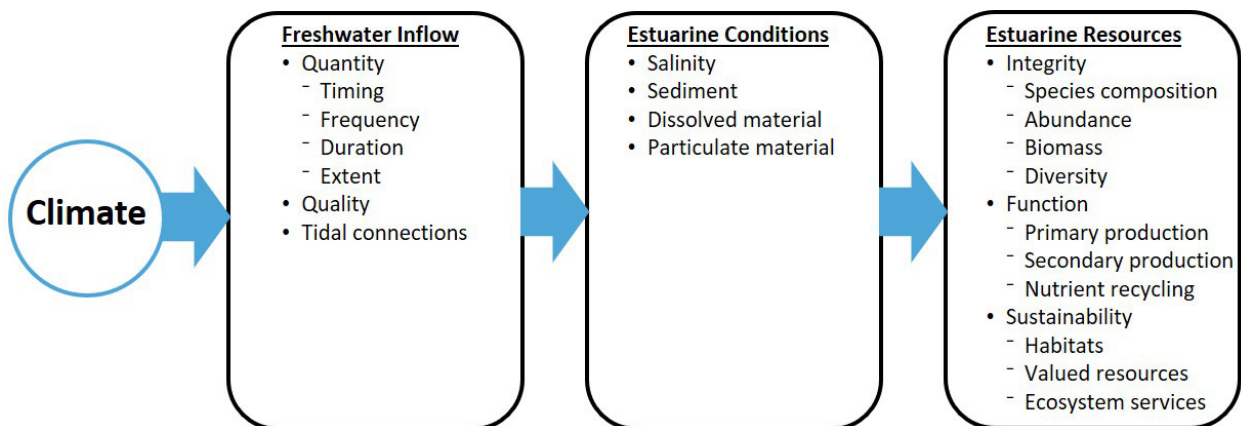 Climate
Freshwater Inflow
• Quantity
- Timing
- Frequency
- Duration
- Extent
• Quality
• Tidal connections
Estuarine Conditions
• Salinity
• Sediment
• Dissolved material
• Particulate material
Estuarine Resources
• Integrity
- Species composition
- Abundance
- Biomass
- Diversity
• Function
- Primary production
- Secondary production
- Nutrient recycling
• Sustainability
- Habitats
- Valued resources
- Ecosystem services